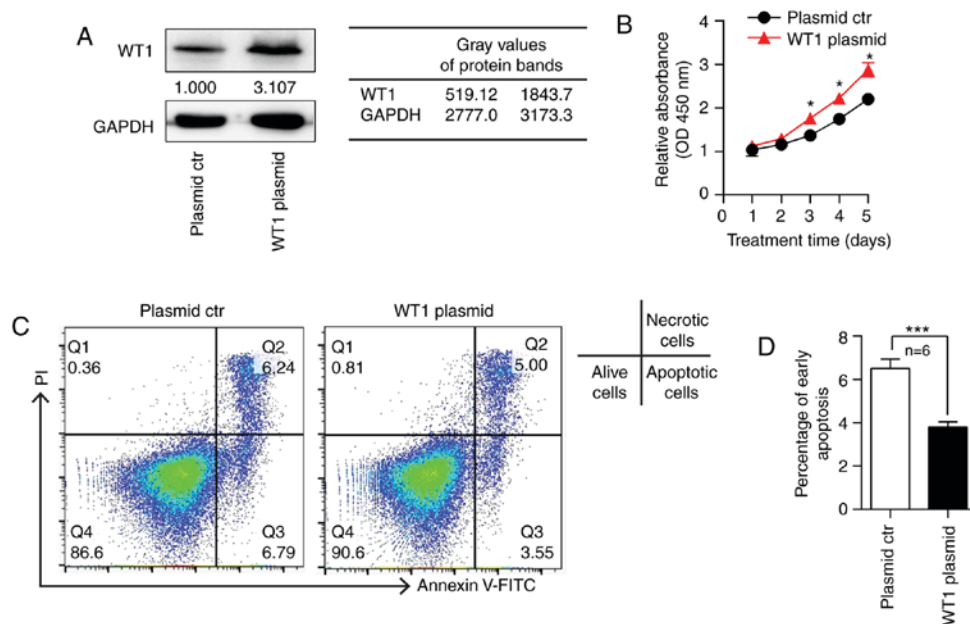 A
WT1
1.000 3.107
GAPDH
Plasmid ctr
WT1 plasmid
Gray values
of protein bands
WT1 519.12 1843.7
GAPDH 2777.0 3173.3
B
Plasmid ctr
WT1 plasmid
Relative absorbance
(OD 450 nm)
4
3
2
1
0
* * *
0 1 2 3 4 5
Treatment time (days)
C
Plasmid ctr
Q1
0.36
Q2
6.24
Q4
86.6
Q3
6.79
WT1 plasmid
Q1
0.81
Q2
5.00
Q4
90.6
Q3
3.55
PI
Annexin V-FITC
Necrotic
cells
Alive
cells
Apoptotic
cells
D
Percentage of early
apoptosis
8
6
4
2
0
***
n=6
Plasmid ctr
WT1 plasmid